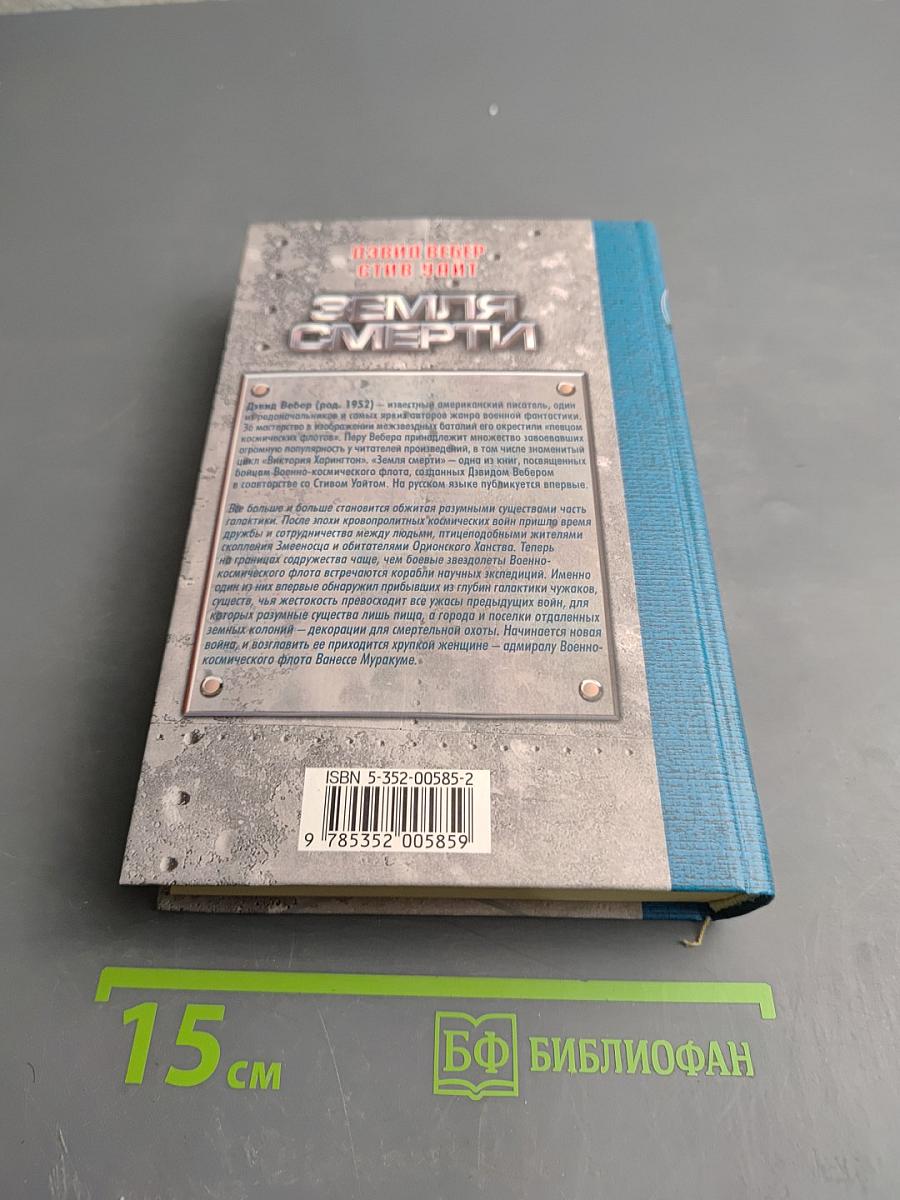 ДЭВИД ВЕБЕР
СТИВ УАЙТ
ЗЕМЛЯ
СМЕРТИ
Дэвид Вебер (род. 1952) — известный американский писатель, один
из родоначальников и самых ярких авторов жанра военной фантастики.
За мастерство в изображении межзвездных баталий его окрестили «певцом
космических флотов». Перу Вебера принадлежит множество завоевавших
огромную популярность у читателей произведений, в том числе знаменитый
цикл «Виктория Харингтон». «Земля смерти» — одна из книг, посвященных
бойцам Военно-космического флота, созданных Дэвидом Вебером
в соавторстве со Стивом Уайтом. На русском языке публикуется впервые.
Все больше и больше становится обжитая разумными существами часть
галактики. После эпохи кровопролитных космических войн пришло время
дружбы и сотрудничества между людьми, птицеподобными жителями
скопления Змееносца и обитателями Орионского Ханства. Теперь
на границах содружества чаще, чем боевые звездолеты Военно-
космического флота встречаются корабли научных экспедиций. Именно
один из них впервые обнаружил прибывших из глубин галактики чужаков,
существ, чья жестокость превосходит все ужасы предыдущих войн, для
которых разумные существа лишь пища, а города и поселки отдаленных
земных колоний — декорации для смертельной охоты. Начинается новая
война, и возглавить ее приходится хрупкой женщине — адмиралу Военно-
космического флота Ванессе Муракуме.
ISBN 5-352-00585-2
9 785352 005859
15 см
БФ БИБЛИОФАН